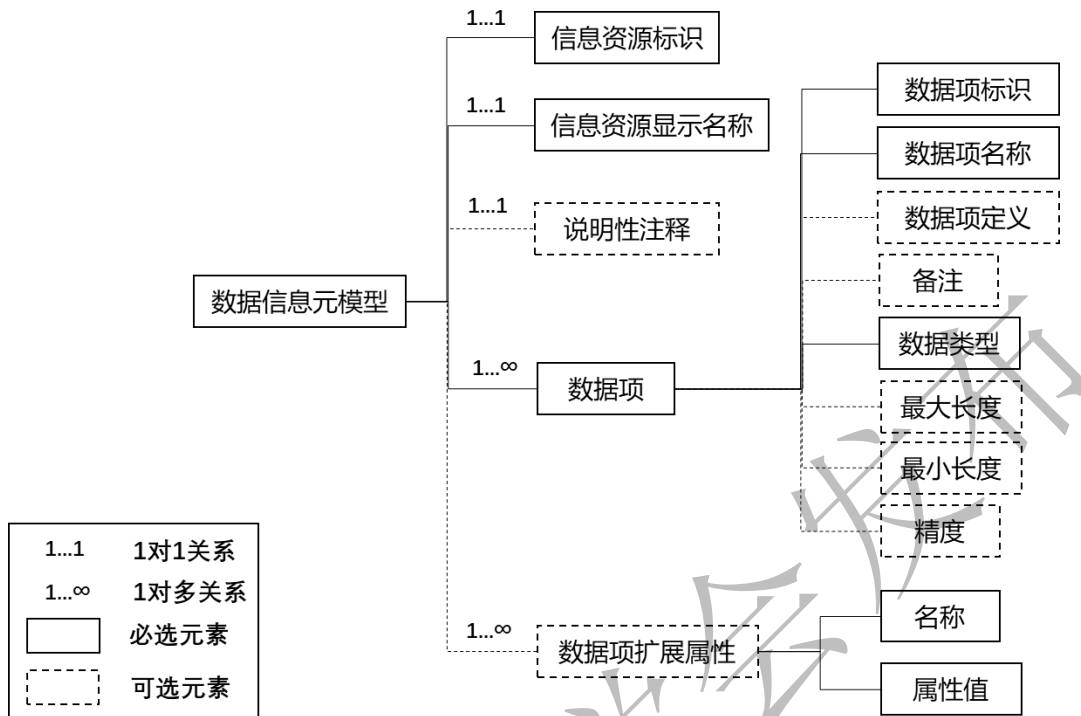 1...1
信息资源标识
1...1
信息资源显示名称
1...1
说明性注释
数据信息元模型
1...∞
数据项
数据项标识
数据项名称
数据项定义
备注
数据类型
最大长度
最小长度
精度
1...∞
数据项扩展属性
名称
属性值
1...1 1对1关系
1...∞ 1对多关系
必选元素
可选元素
会发布